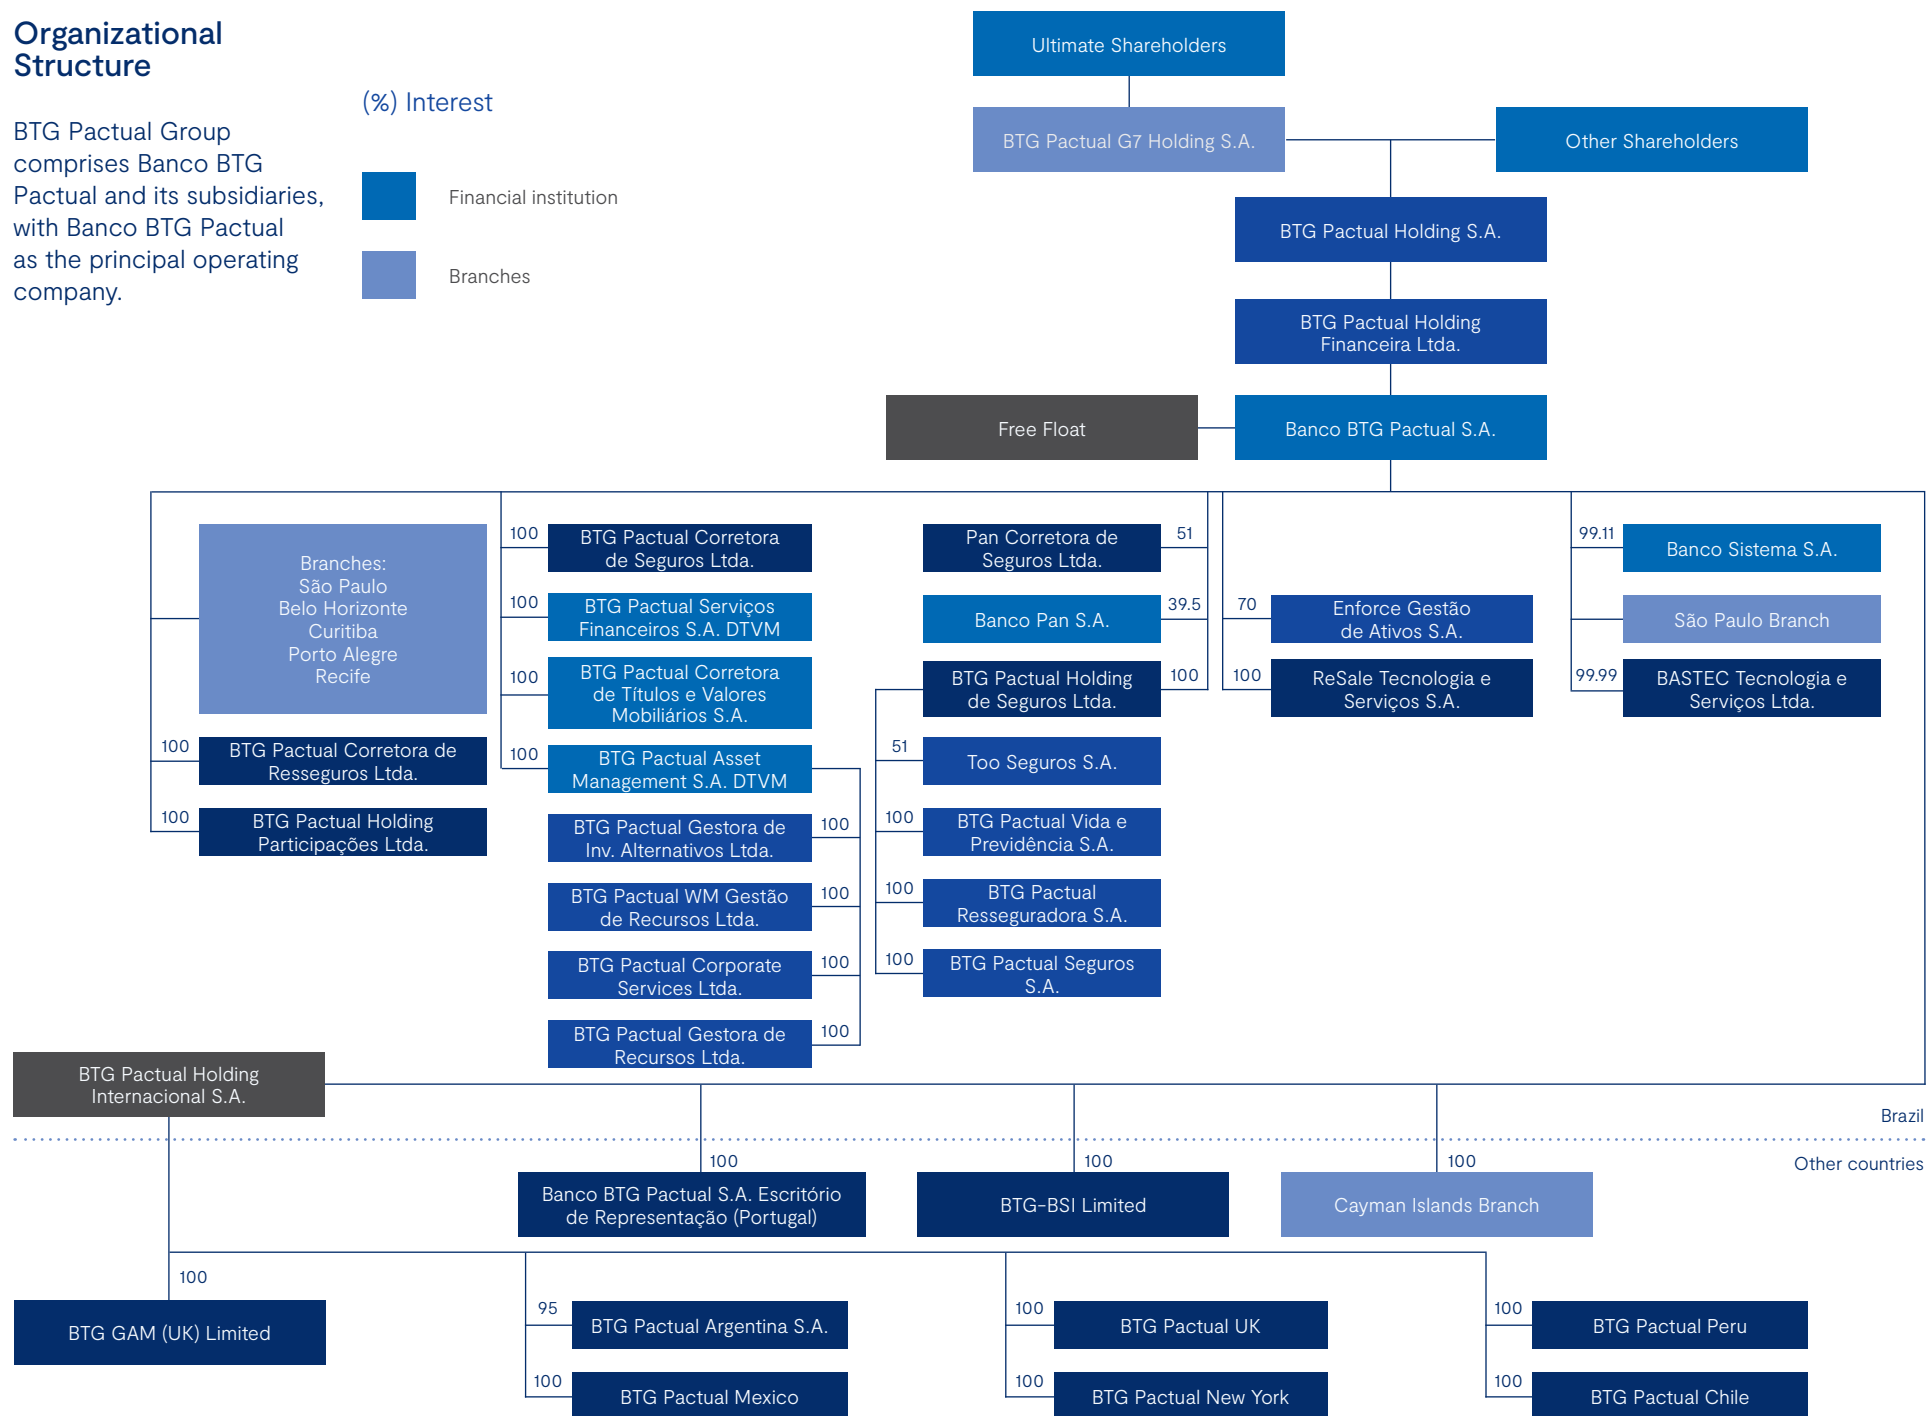 Organizational
Structure
BTG Pactual Group
comprises Banco BTG
Pactual and its subsidiaries,
with Banco BTG Pactual
as the principal operating
company.
(%) Interest
Financial institution
Branches
Ultimate Shareholders
BTG Pactual G7 Holding S.A.
Other Shareholders
BTG Pactual Holding S.A.
BTG Pactual Holding
Financeira Ltda.
Free Float
Banco BTG Pactual S.A.
Branches:
São Paulo
Belo Horizonte
Curitiba
Porto Alegre
Recife
100
BTG Pactual Corretora de
Resseguros Ltda.
100
BTG Pactual Holding
Participações Ltda.
100
BTG Pactual Corretora
de Seguros Ltda.
100
BTG Pactual Serviços
Financeiros S.A. DTVM
100
BTG Pactual Corretora
de Títulos e Valores
Mobiliários S.A.
100
BTG Pactual Asset
Management S.A. DTVM
BTG Pactual Gestora de
Inv. Alternativos Ltda.
100
BTG Pactual WM Gestão
de Recursos Ltda.
100
BTG Pactual Corporate
Services Ltda.
100
BTG Pactual Gestora de
Recursos Ltda.
100
Pan Corretora de
Seguros Ltda.
51
Banco Pan S.A.
39.5
BTG Pactual Holding
de Seguros Ltda.
100
51
Too Seguros S.A.
100
BTG Pactual Vida e
Previdência S.A.
100
BTG Pactual
Resseguradora S.A.
100
BTG Pactual Seguros
S.A.
70
Enforce Gestão
de Ativos S.A.
100
ReSale Tecnologia e
Serviços S.A.
99.11
Banco Sistema S.A.
São Paulo Branch
99.99
BASTEC Tecnologia e
Serviços Ltda.
BTG Pactual Holding
Internacional S.A.
Brazil
Other countries
100
Banco BTG Pactual S.A. Escritório
de Representação (Portugal)
100
BTG-BSI Limited
100
Cayman Islands Branch
100
BTG GAM (UK) Limited
95
BTG Pactual Argentina S.A.
100
BTG Pactual Mexico
100
BTG Pactual UK
100
BTG Pactual New York
100
BTG Pactual Peru
100
BTG Pactual Chile